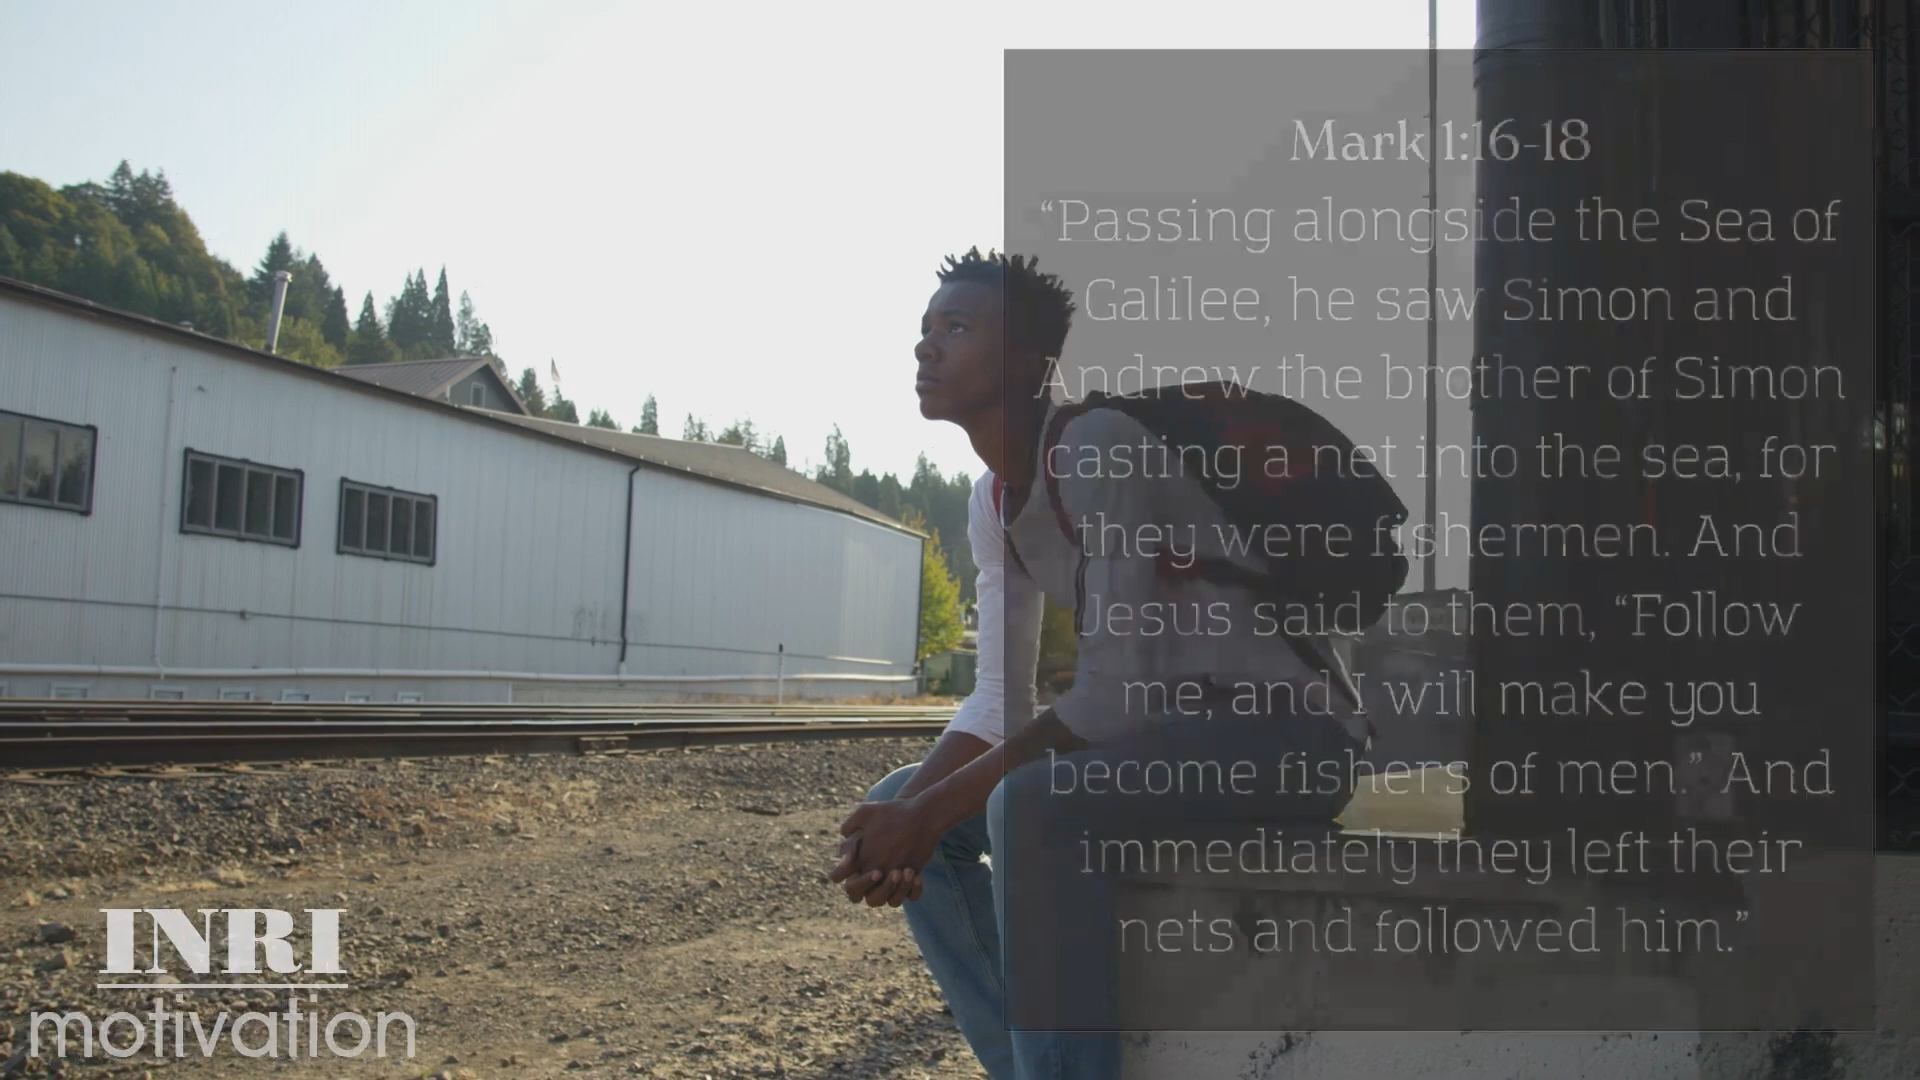 Mark 1:16-18
“Passing alongside the Sea of
Galilee, he saw Simon and
Andrew the brother of Simon
casting a net into the sea, for
they were fishermen. And
Jesus said to them, “Follow
me, and I will make you
become fishers of men.” And
immediately they left their
nets and followed him.”
INRI
motivation